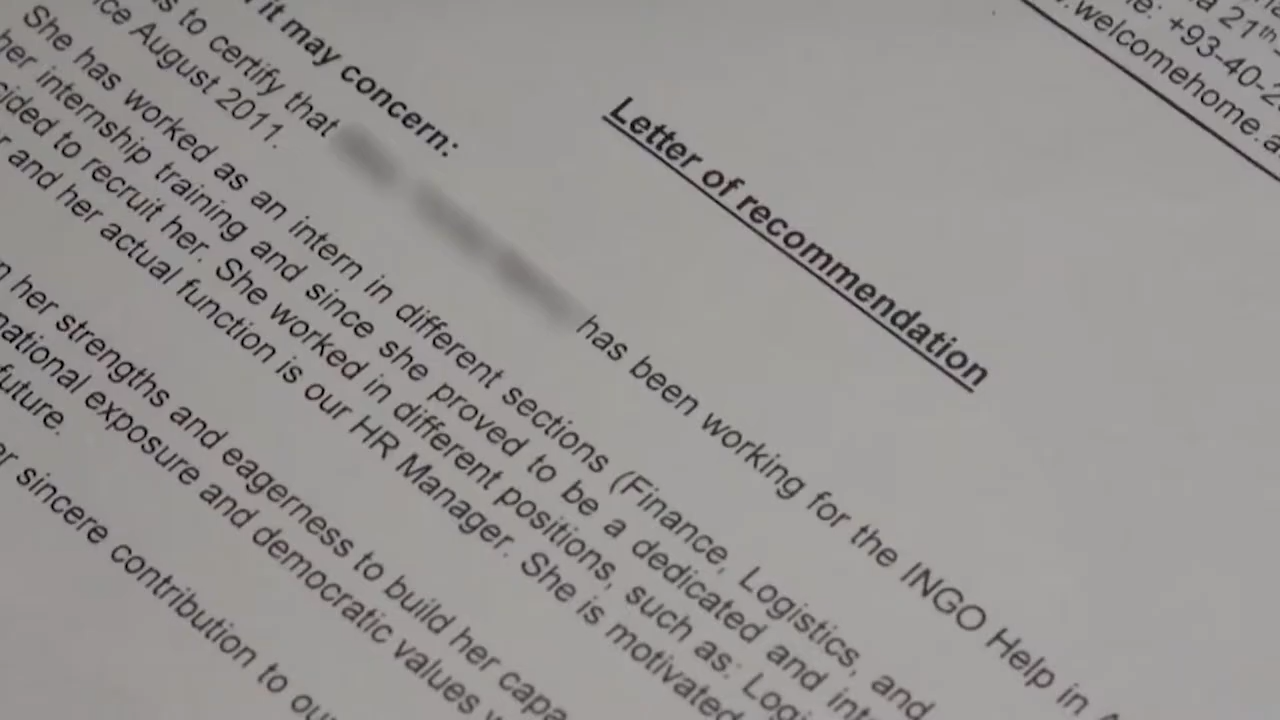 21th
+93-40-2
.welcomehome.a
Letter of recommendation
it may concern:
to certify that has been working for the INGO Help in
August 2011.
She has worked as an intern in different sections (Finance, Logistics, and
her internship training and since she proved to be a dedicated and inte
cided to recruit her. She worked in different positions, such as: Logi
and her actual function is our HR Manager. She is motivated
her strengths and eagerness to build her capa
national exposure and democratic values
future.
sincere contribution to ou